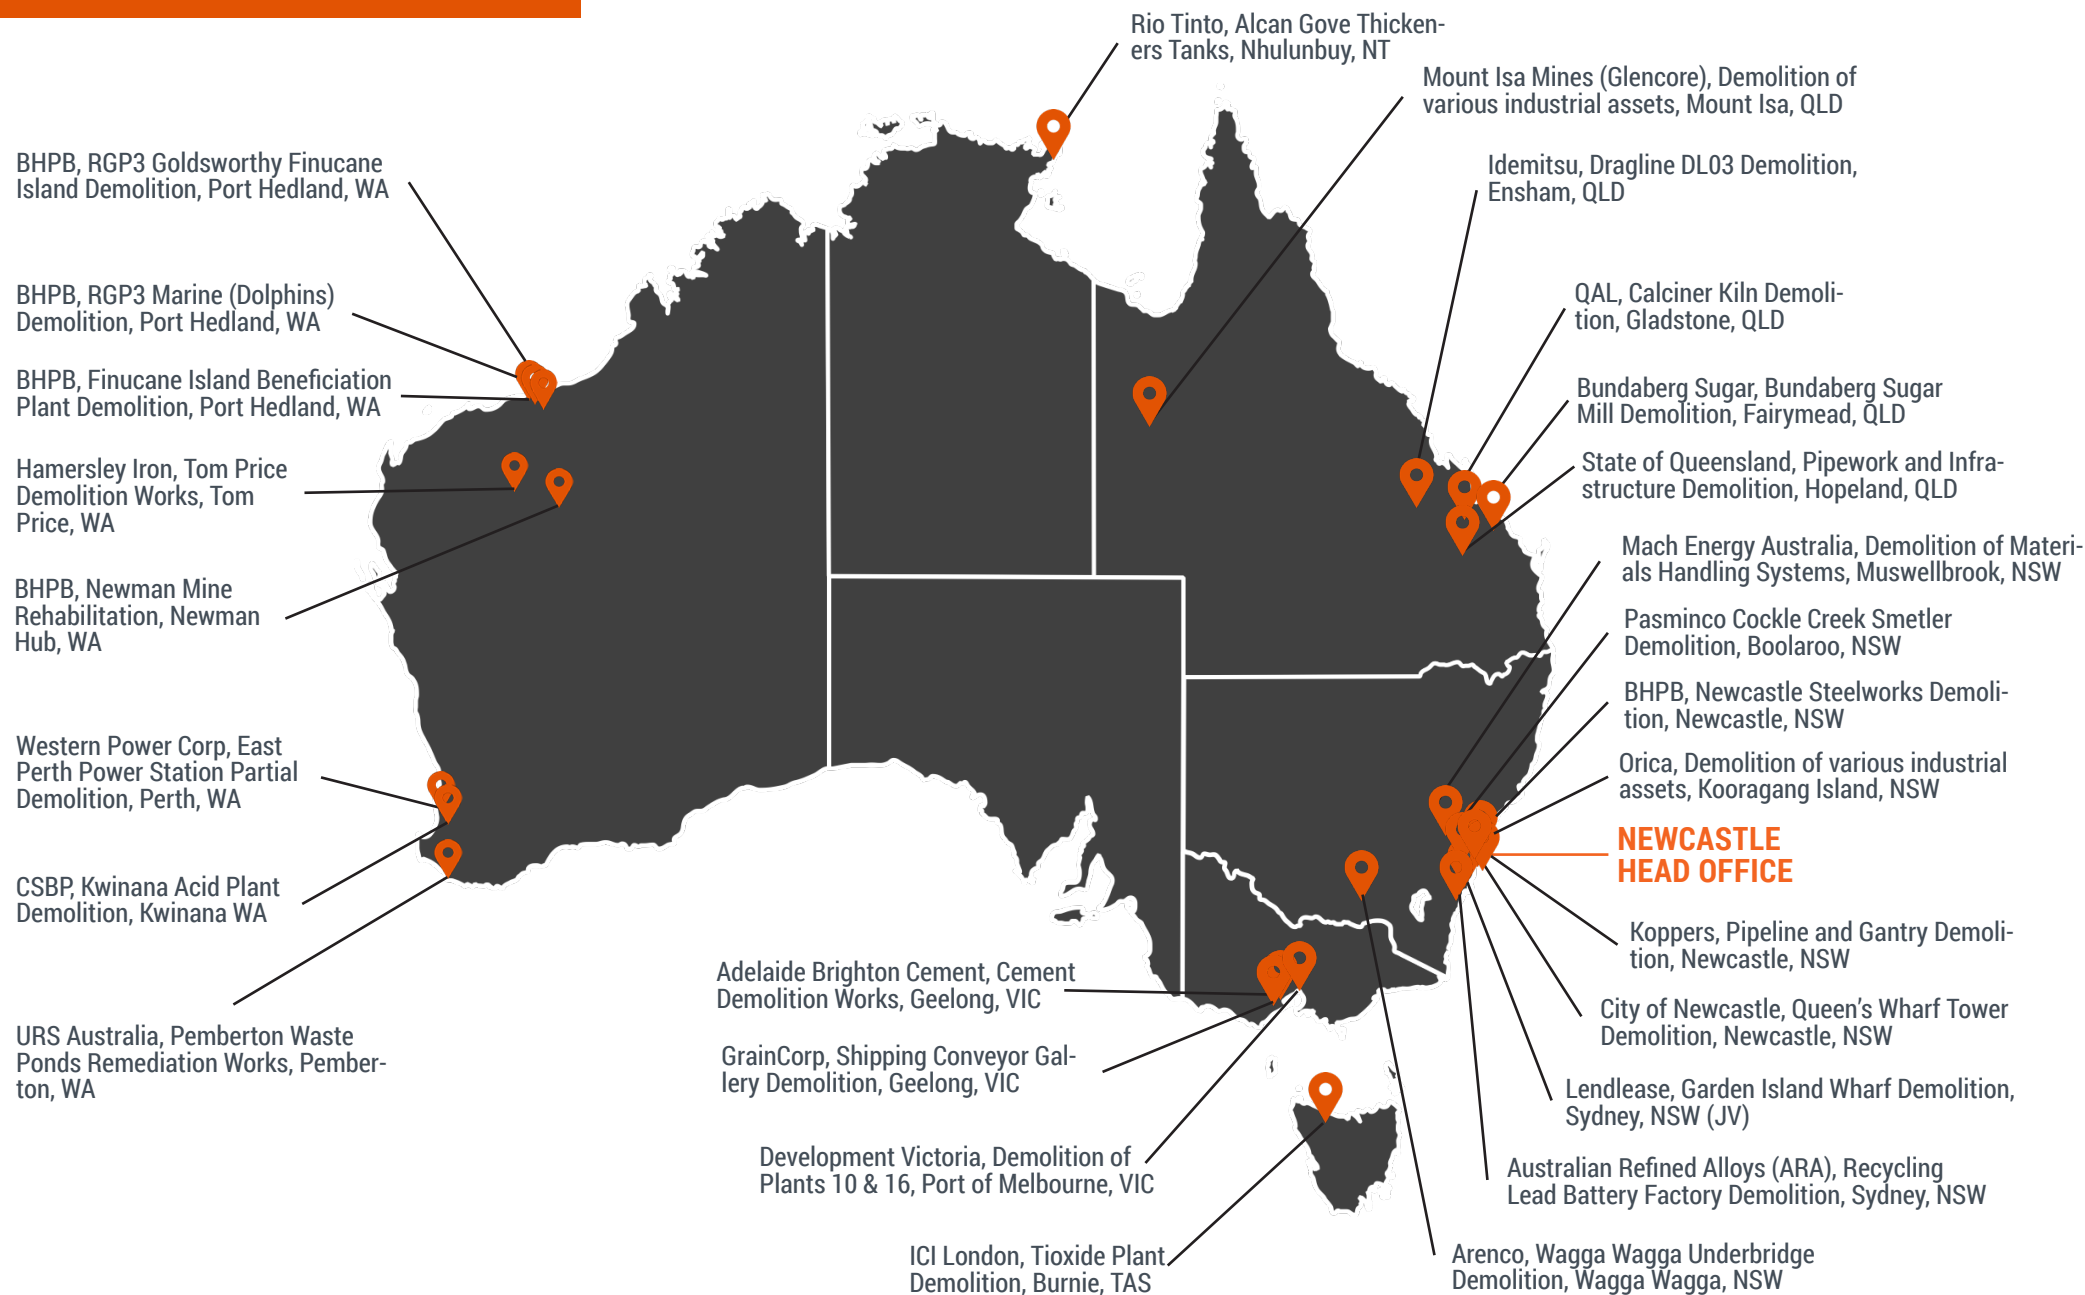 Rio Tinto, Alcan Gove Thicken-
ers Tanks, Nhulunbuy, NT
Mount Isa Mines (Glencore), Demolition of
various industrial assets, Mount Isa, QLD
Idemitsu, Dragline DL03 Demolition,
Ensham, QLD
QAL, Calciner Kiln Demoli-
tion, Gladstone, QLD
Bundaberg Sugar, Bundaberg Sugar
Mill Demolition, Fairymead, QLD
State of Queensland, Pipework and Infra-
structure Demolition, Hopeland, QLD
Mach Energy Australia, Demolition of Materi-
als Handling Systems, Muswellbrook, NSW
Pasminco Cockle Creek Smetler
Demolition, Boolaroo, NSW
BHPB, Newcastle Steelworks Demoli-
tion, Newcastle, NSW
Orica, Demolition of various industrial
assets, Kooragang Island, NSW
NEWCASTLE
HEAD OFFICE
Koppers, Pipeline and Gantry Demoli-
tion, Newcastle, NSW
City of Newcastle, Queen’s Wharf Tower
Demolition, Newcastle, NSW
Lendlease, Garden Island Wharf Demolition,
Sydney, NSW (JV)
Australian Refined Alloys (ARA), Recycling
Lead Battery Factory Demolition, Sydney, NSW
Arenco, Wagga Wagga Underbridge
Demolition, Wagga Wagga, NSW
BHPB, RGP3 Goldsworthy Finucane
Island Demolition, Port Hedland, WA
BHPB, RGP3 Marine (Dolphins)
Demolition, Port Hedland, WA
BHPB, Finucane Island Beneficiation
Plant Demolition, Port Hedland, WA
Hamersley Iron, Tom Price
Demolition Works, Tom
Price, WA
BHPB, Newman Mine
Rehabilitation, Newman
Hub, WA
Western Power Corp, East
Perth Power Station Partial
Demolition, Perth, WA
CSBP, Kwinana Acid Plant
Demolition, Kwinana WA
URS Australia, Pemberton Waste
Ponds Remediation Works, Pember-
ton, WA
Adelaide Brighton Cement, Cement
Demolition Works, Geelong, VIC
GrainCorp, Shipping Conveyor Gal-
lery Demolition, Geelong, VIC
Development Victoria, Demolition of
Plants 10 & 16, Port of Melbourne, VIC
ICI London, Tioxide Plant
Demolition, Burnie, TAS